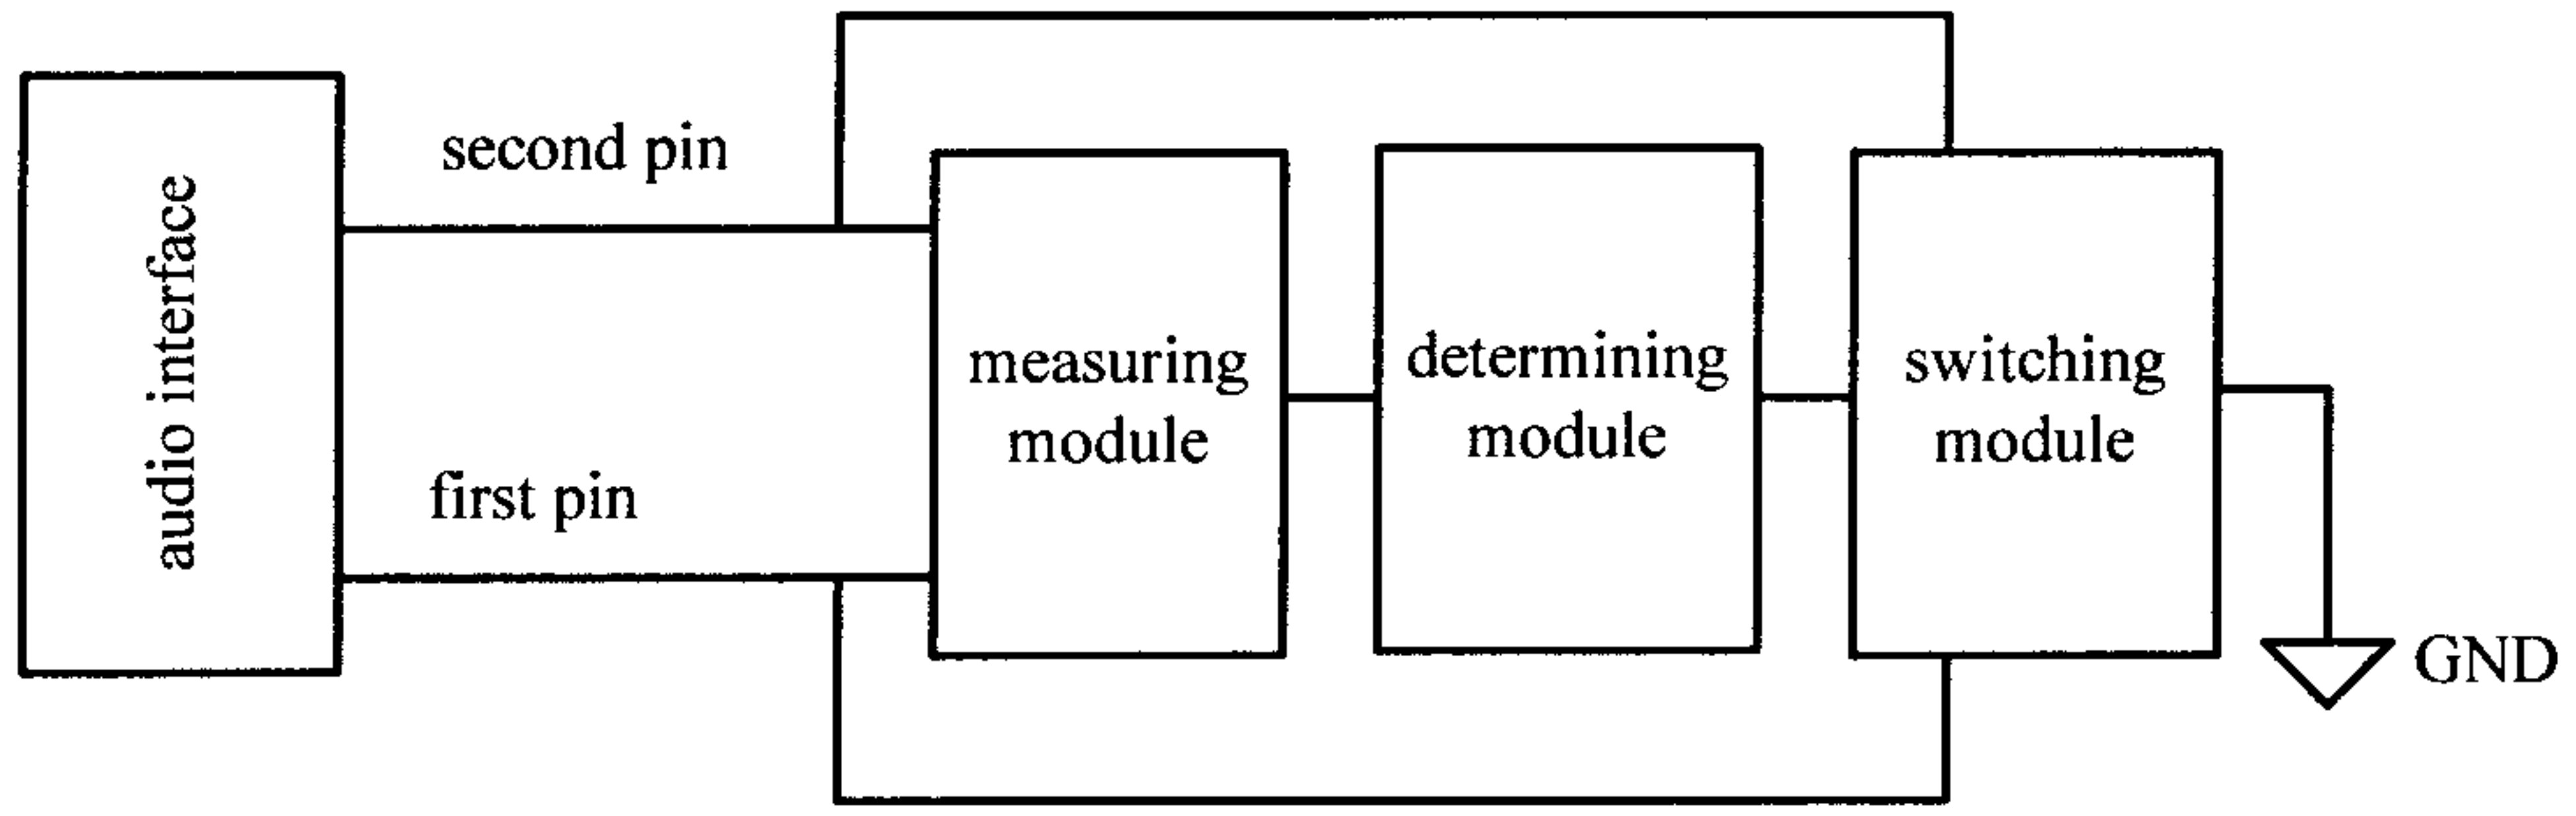 audio interface
second pin
first pin
measuring
module
determining
module
switching
module
GND